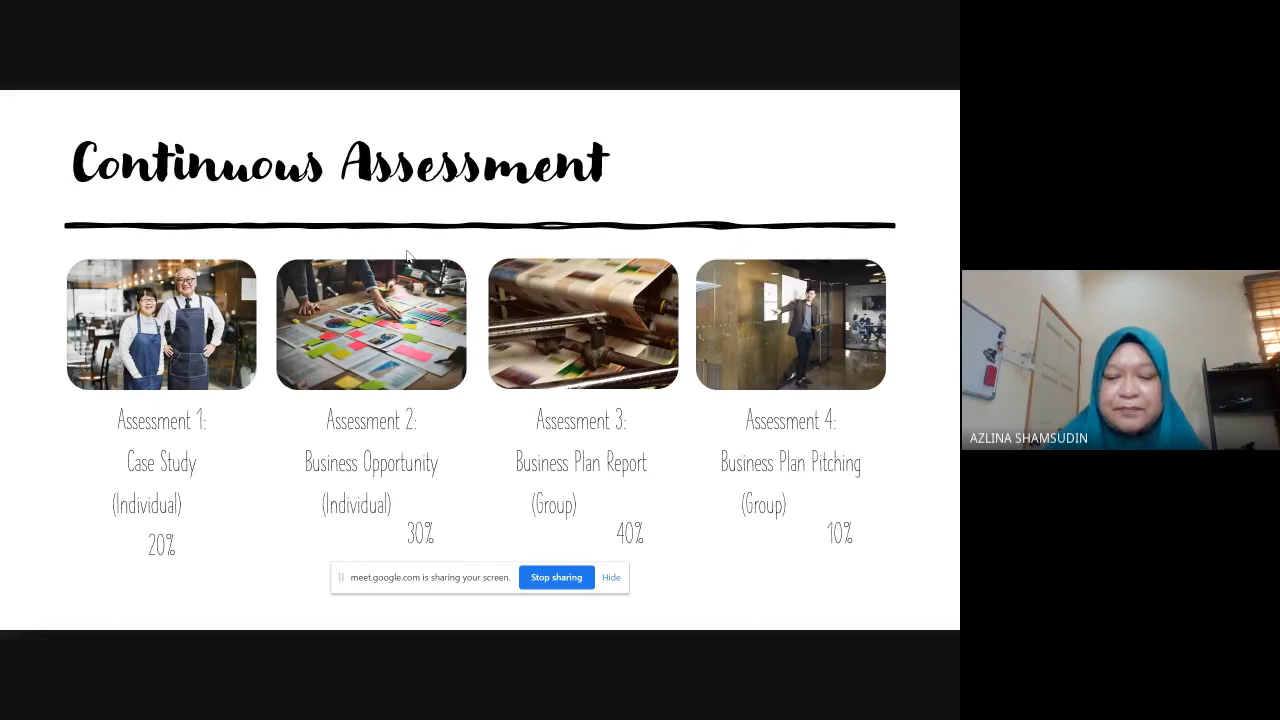 Continuous Assessment
Assessment 1:
Case Study
(Individual)
20%
Assessment 2:
Business Opportunity
(Individual)
30%
Assessment 3:
Business Plan Report
(Group)
40%
Assessment 4:
Business Plan Pitching
(Group)
10%
meet.google.com is sharing your screen.
Stop sharing
Hide
AZLINA SHAMSUDIN